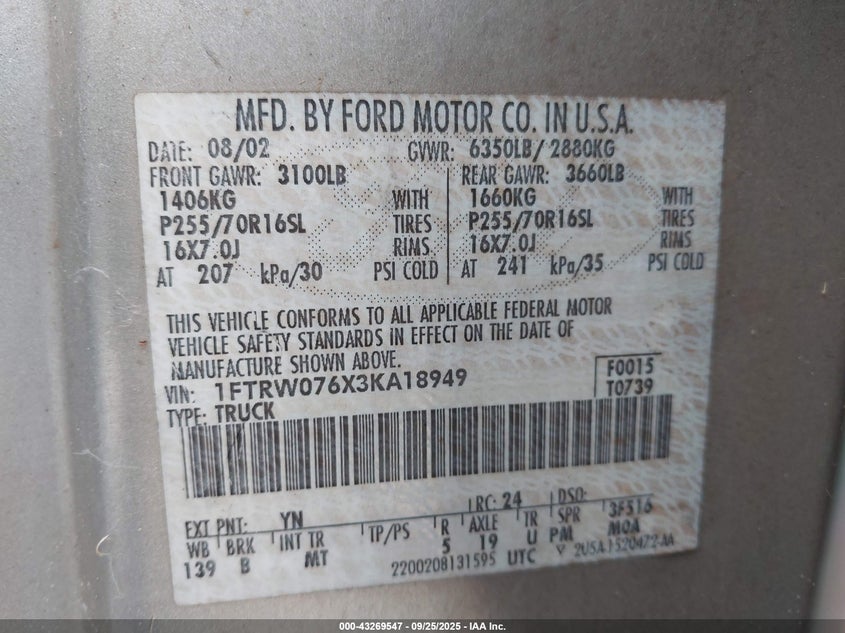 MFD. BY FORD MOTOR CO. IN U.S.A.
DATE: 08/02 GVWR: 6350LB/ 2880KG
FRONT GAWR: 3100LB REAR GAWR: 3660LB
1406KG WITH 1660KG WITH
P255/70R16SL TIRES P255/70R16SL TIRES
16X7.0J RIMS 16X7.0J RIMS
AT 207 kPa/30 PSI COLD AT 241 kPa/35 PSI COLD
THIS VEHICLE CONFORMS TO ALL APPLICABLE FEDERAL MOTOR
VEHICLE SAFETY STANDARDS IN EFFECT ON THE DATE OF
MANUFACTURE SHOWN ABOVE.
VIN: 1FTRW076X3KA18949 F0015
TYPE: TRUCK T0739
EXT PNT: YN RC: 24 DSO: 3F516
WB BRK INT TR TP/PS R AXLE TR SPR MOA
139 B MT 5 19 U PM
2200208131595 UTC 2U5A-1520472-AA
000-43269547 - 09/25/2025 - IAA Inc.